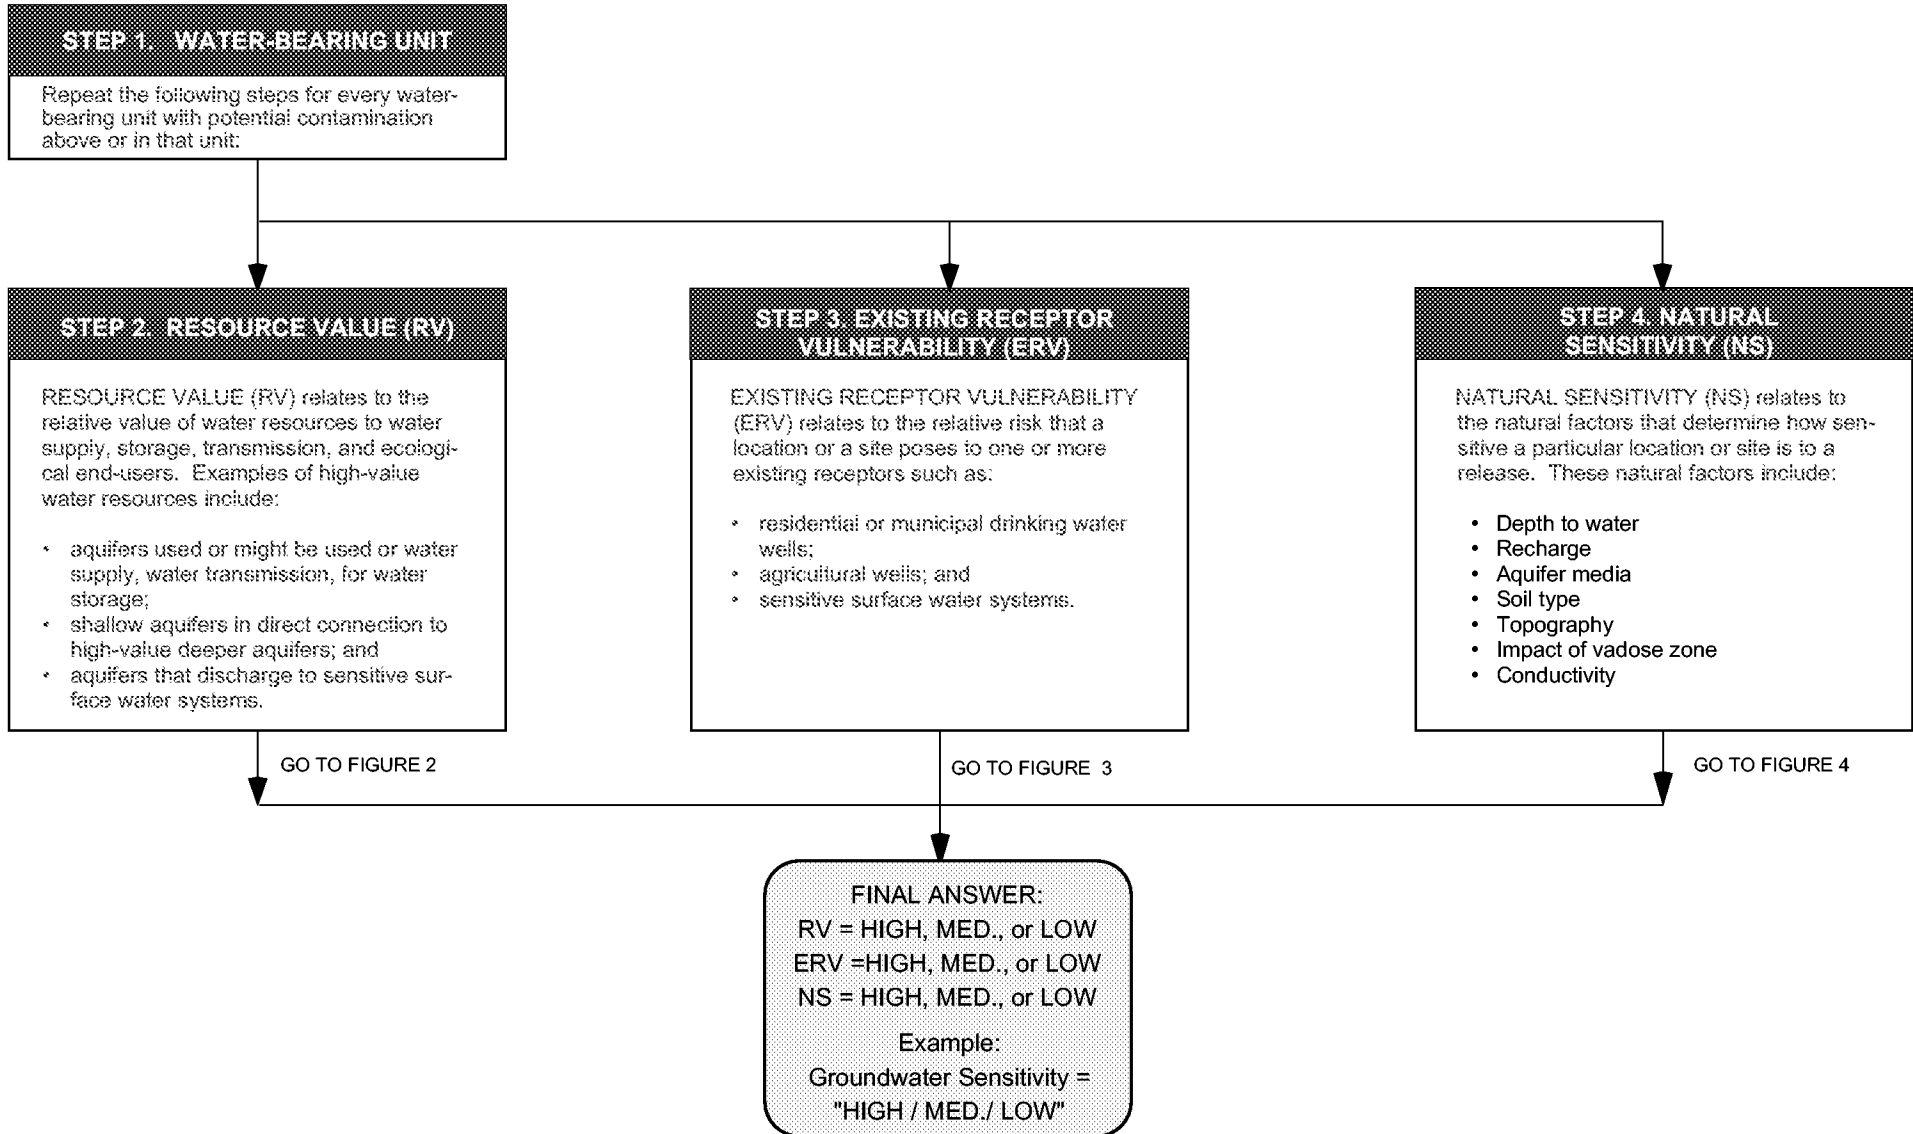 STEP 1. WATER-BEARING UNIT
Repeat the following steps for every water-
bearing unit with potential contamination
above or in that unit:
STEP 2. RESOURCE VALUE (RV)
RESOURCE VALUE (RV) relates to the
relative value of water resources to water
supply, storage, transmission, and ecologi-
cal end-users. Examples of high-value
water resources include:
• aquifers used or might be used or water
supply, water transmission, for water
storage;
• shallow aquifers in direct connection to
high-value deeper aquifers; and
• aquifers that discharge to sensitive sur-
face water systems.
GO TO FIGURE 2
STEP 3. EXISTING RECEPTOR
VULNERABILITY (ERV)
EXISTING RECEPTOR VULNERABILITY
(ERV) relates to the relative risk that a
location or a site poses to one or more
existing receptors such as:
• residential or municipal drinking water
wells;
• agricultural wells; and
• sensitive surface water systems.
GO TO FIGURE 3
STEP 4. NATURAL
SENSITIVITY (NS)
NATURAL SENSITIVITY (NS) relates to
the natural factors that determine how sen-
sitive a particular location or site is to a
release. These natural factors include:
• Depth to water
• Recharge
• Aquifer media
• Soil type
• Topography
• Impact of vadose zone
• Conductivity
GO TO FIGURE 4
FINAL ANSWER:
RV = HIGH, MED., or LOW
ERV =HIGH, MED., or LOW
NS = HIGH, MED., or LOW
Example:
Groundwater Sensitivity =
"HIGH / MED./ LOW"